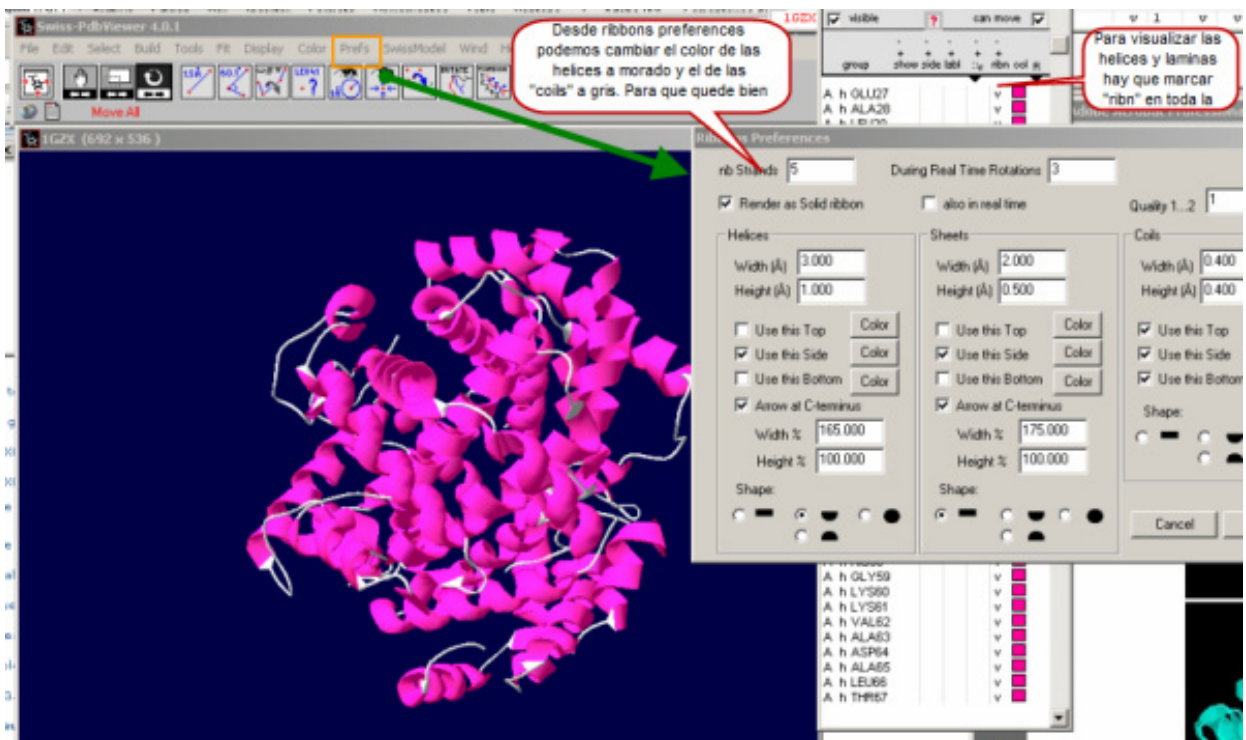 Swiss-PdbViewer 4.0.1
File Edit Select Build Tools Fit Display Color Prefs SwissModel Wind
Move All
1GZX (692 x 536 )
Desde ribbons preferences
podemos cambiar el color de las
helices a morado y el de las
"coils" a gris. Para que quede bien
1GZX
visible ? can move
group show side labl ::v ribn col
A h GLU27 v
A h ALA28 v
Para visualizar las
helices y laminas
hay que marcar
"ribn" en toda la
Ribbons Preferences
nb Strands 5 During Real Time Rotations 3
Render as Solid ribbon also in real time Quality 1...2 1
Helices Sheets Coils
Width (Å) 3.000 Width (Å) 2.000 Width (Å) 0.400
Height (Å) 1.000 Height (Å) 0.500 Height (Å) 0.400
Use this Top Color Use this Top Color Use this Top
Use this Side Color Use this Side Color Use this Side
Use this Bottom Color Use this Bottom Color Use this Bottom
Arrow at C-terminus Arrow at C-terminus
Width % 165.000 Width % 175.000 Shape:
Height % 100.000 Height % 100.000
Shape: Shape:
Cancel
A h GLY59 v
A h LYS60 v
A h LYS61 v
A h VAL62 v
A h ALA63 v
A h ASP64 v
A h ALA65 v
A h LEU66 v
A h THR67 v